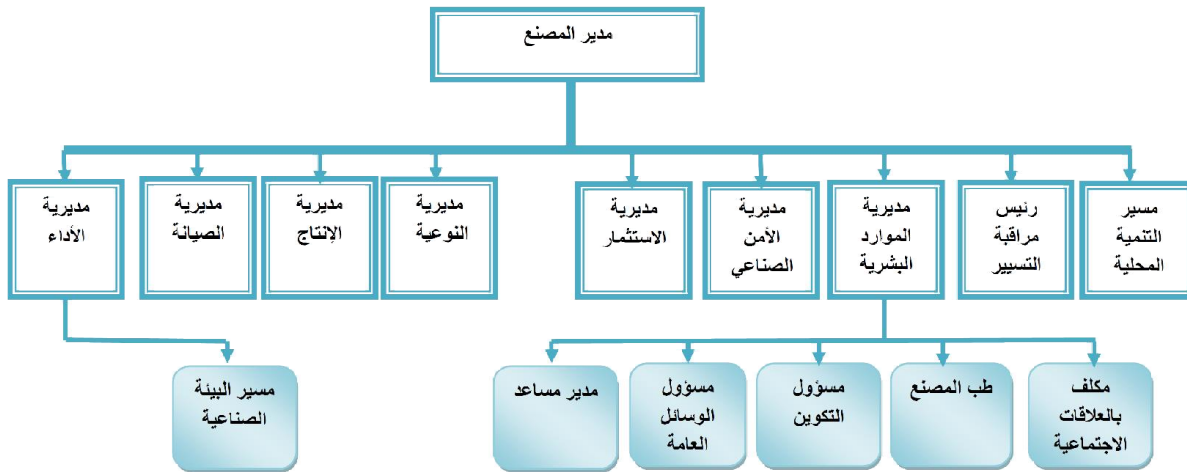 مدير المصنع
مسير
التنمية
المحلية
رئيس
مراقبة
التسيير
مديرية
الموارد
البشرية
مديرية
الأمن
الصناعي
مديرية
الاستثمار
مديرية
النوعية
مديرية
الإنتاج
مديرية
الصيانة
مديرية
الأداء
مكلف
بالعلاقات
الاجتماعية
طب المصنع
مسؤول
التكوين
مسؤول
الوسائل
العامة
مدير مساعد
مسير البيئة
الصناعية